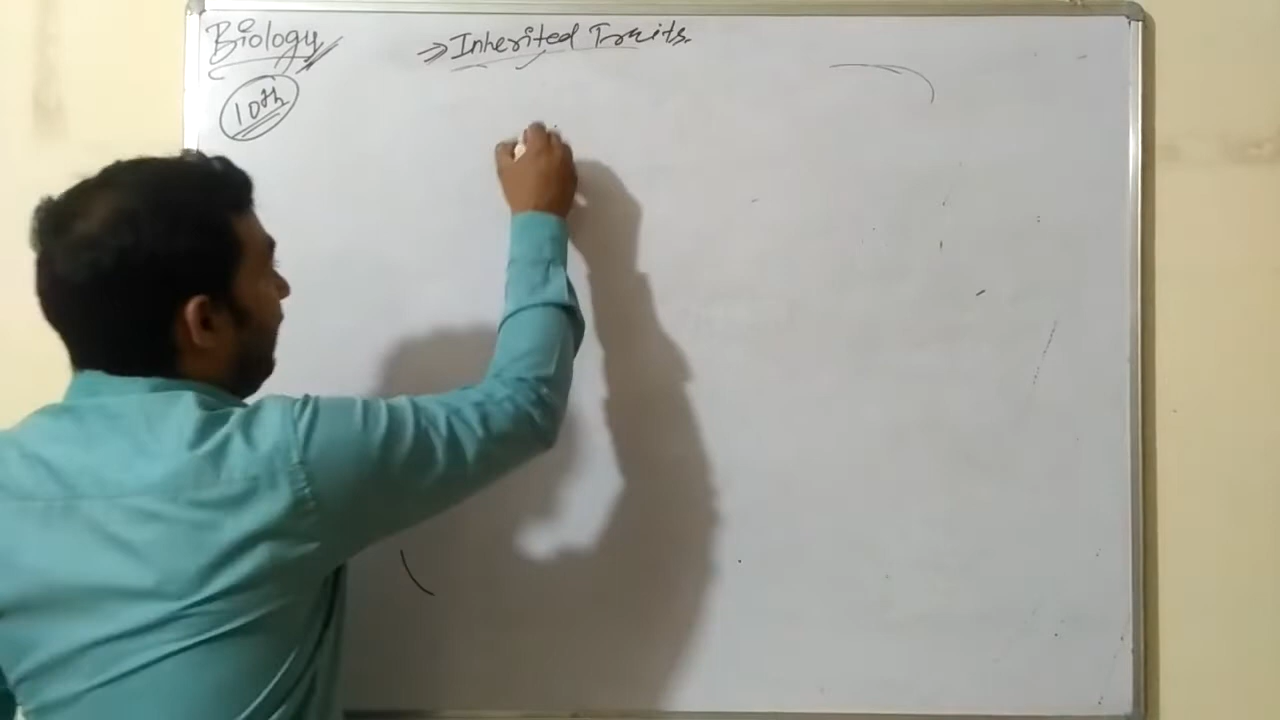 Biology
⇒ Inherited Traits.
10th